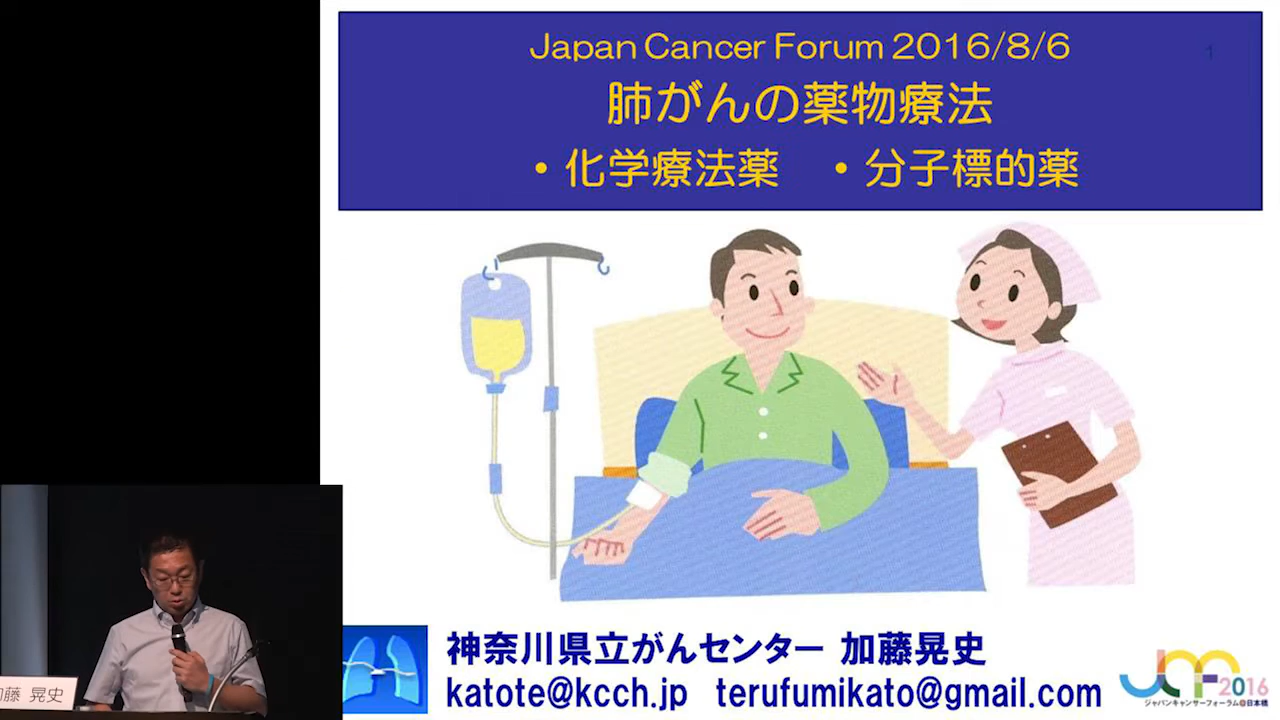 Japan Cancer Forum 2016/8/6
1
肺がんの薬物療法
・化学療法薬 ・分子標的薬
神奈川県立がんセンター 加藤晃史
katote@kcch.jp terufumikato@gmail.com
藤 晃史
JCF 2016
ジャパンキャンサーフォーラム@日本橋